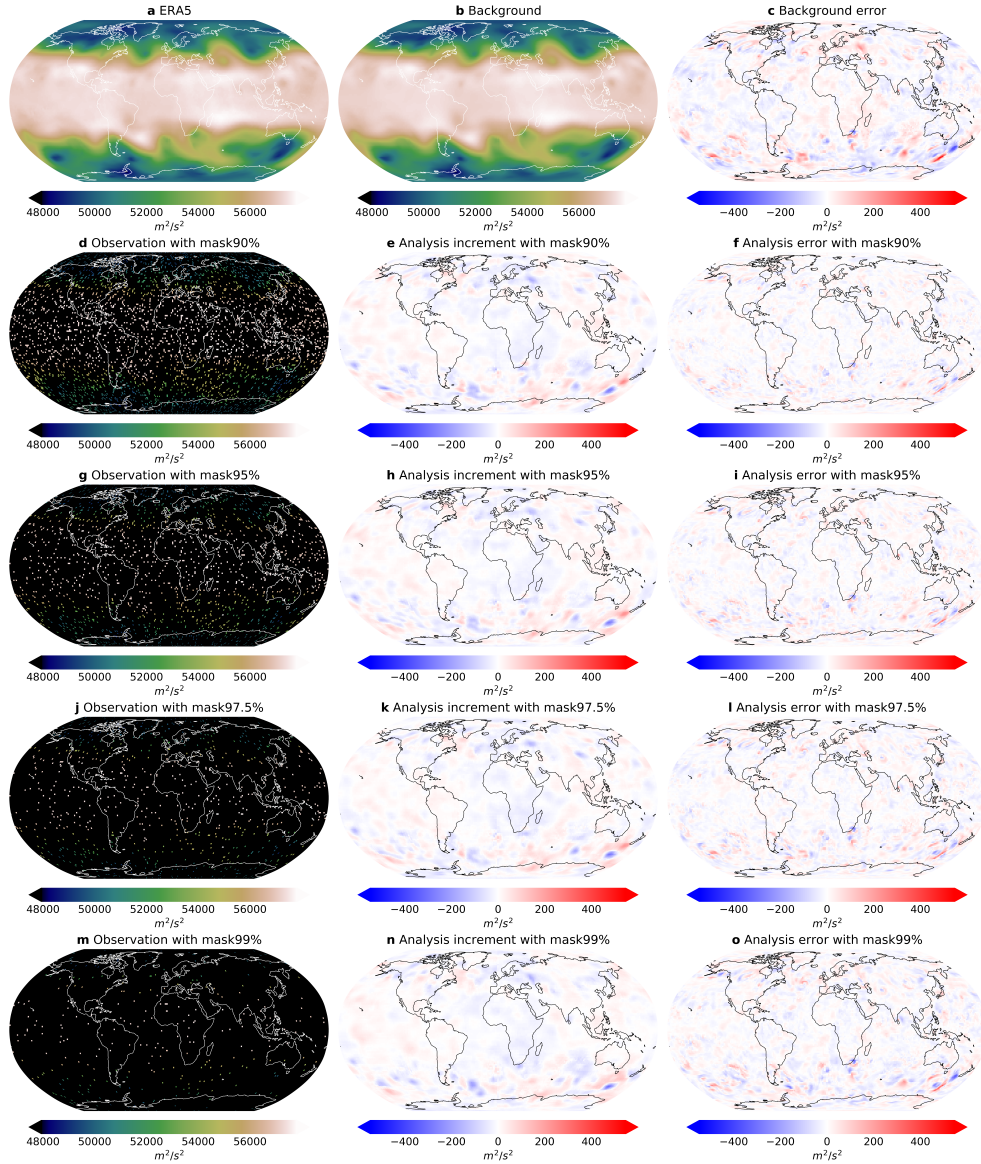 a ERA5
b Background
c Background error
48000 50000 52000 54000 56000
m²/s²
48000 50000 52000 54000 56000
m²/s²
−400 −200 0 200 400
m²/s²
d Observation with mask90%
e Analysis increment with mask90%
f Analysis error with mask90%
48000 50000 52000 54000 56000
m²/s²
−400 −200 0 200 400
m²/s²
−400 −200 0 200 400
m²/s²
g Observation with mask95%
h Analysis increment with mask95%
i Analysis error with mask95%
48000 50000 52000 54000 56000
m²/s²
−400 −200 0 200 400
m²/s²
−400 −200 0 200 400
m²/s²
j Observation with mask97.5%
k Analysis increment with mask97.5%
l Analysis error with mask97.5%
48000 50000 52000 54000 56000
m²/s²
−400 −200 0 200 400
m²/s²
−400 −200 0 200 400
m²/s²
m Observation with mask99%
n Analysis increment with mask99%
o Analysis error with mask99%
48000 50000 52000 54000 56000
m²/s²
−400 −200 0 200 400
m²/s²
−400 −200 0 200 400
m²/s²